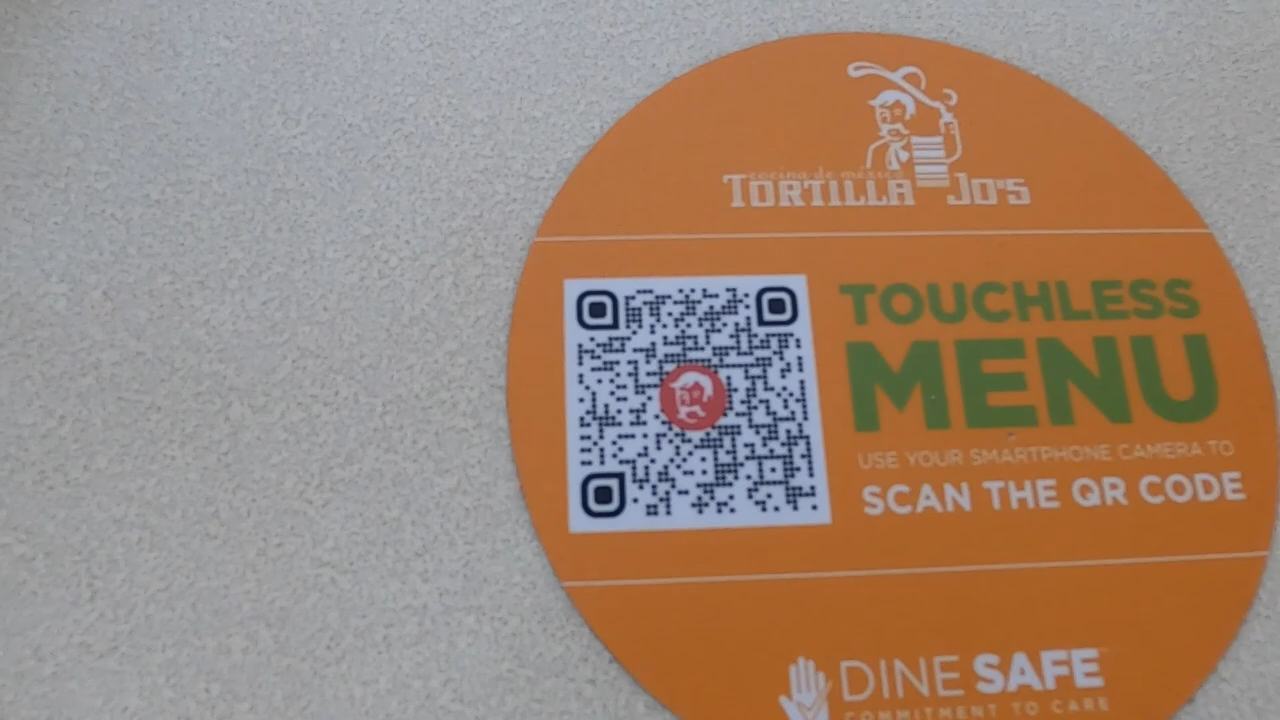 cocina de méxico
TORTILLA JO'S
TOUCHLESS
MENU
USE YOUR SMARTPHONE CAMERA TO
SCAN THE QR CODE
DINE SAFE
COMMITMENT TO CARE